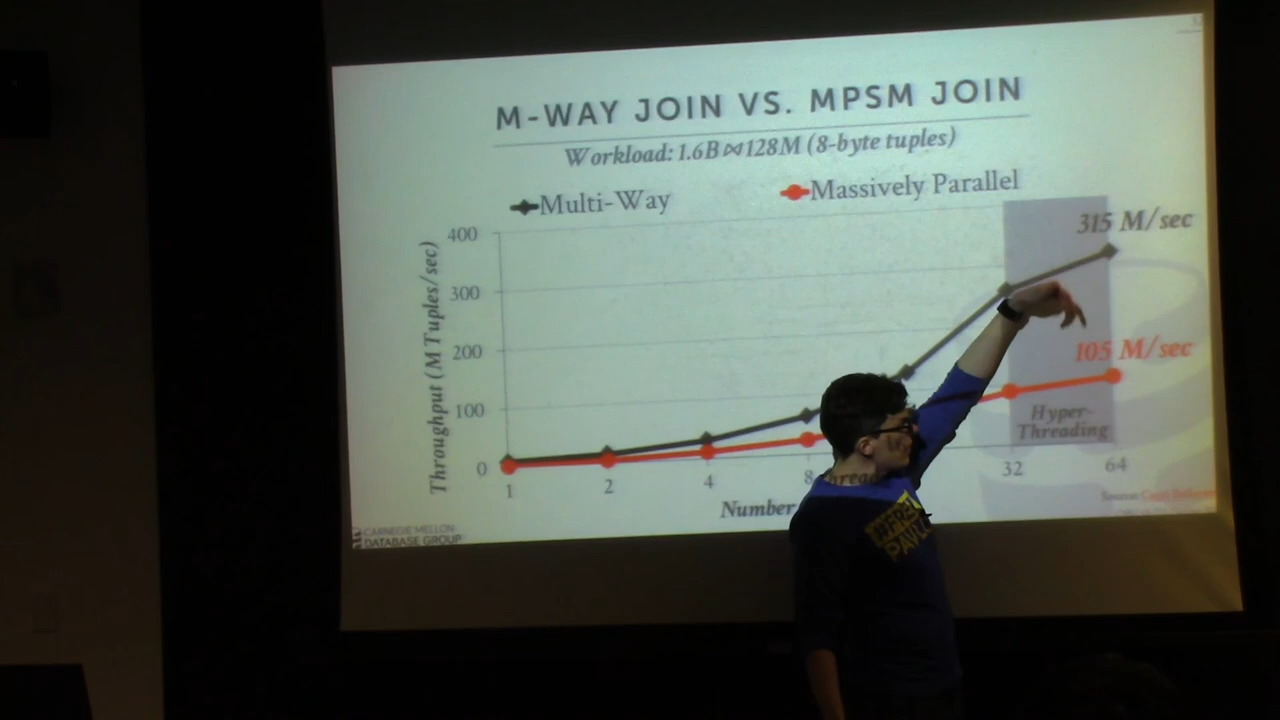 M-WAY JOIN VS. MPSM JOIN
Workload: 1.6B⋈128M (8-byte tuples)
Multi-Way
Massively Parallel
Throughput (M Tuples/sec)
400
300
200
100
0
315 M/sec
105 M/sec
Hyper-
Threading
1
2
4
8
32
64
Number
Source:
CARNEGIE MELLON
DATABASE GROUP
#FREE